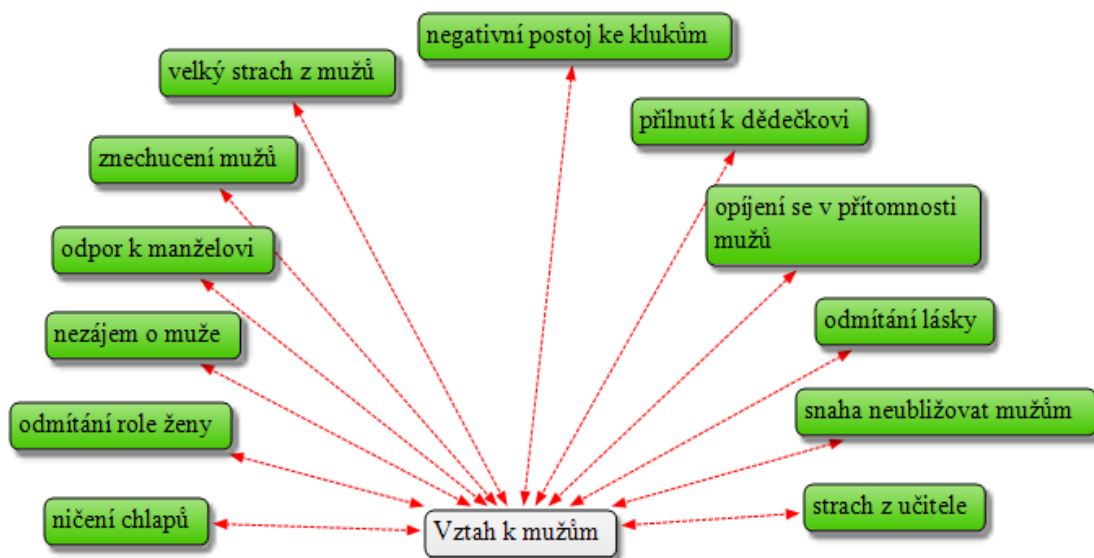 negativní postoj ke klukům
velký strach z mužů
přilnutí k dědečkovi
znechucení mužů
opíjení se v přítomnosti
mužů
odpor k manželovi
odmítání lásky
nezájem o muže
snaha neubližovat mužům
odmítání role ženy
strach z učitele
ničení chlapů
Vztah k mužům